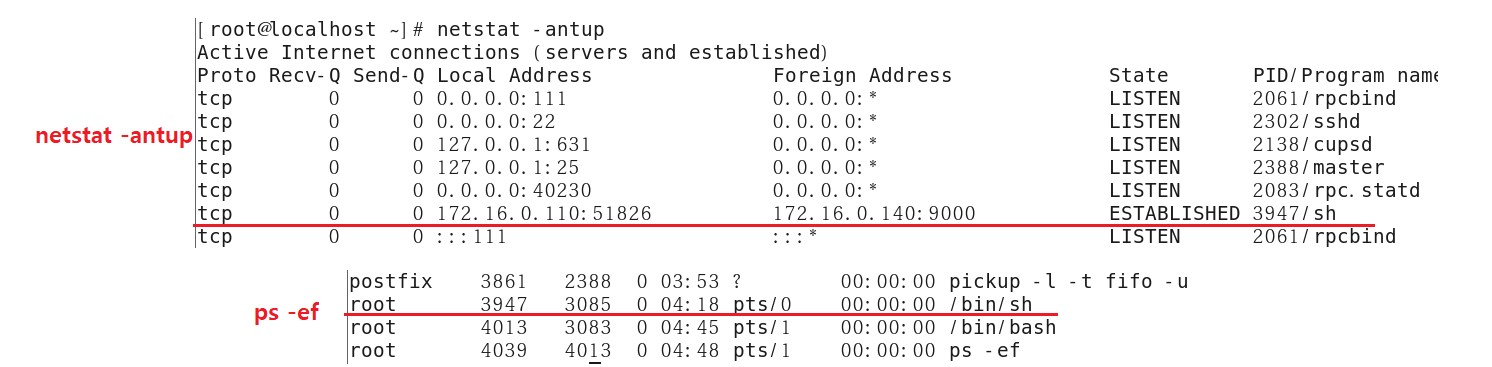 [root@localhost ~]# netstat -antup
Active Internet connections (servers and established)
Proto Recv-Q Send-Q Local Address Foreign Address State PID/Program name
tcp 0 0 0.0.0.0:111 0.0.0.0:* LISTEN 2061/rpcbind
tcp 0 0 0.0.0.0:22 0.0.0.0:* LISTEN 2302/sshd
netstat -antup
tcp 0 0 127.0.0.1:631 0.0.0.0:* LISTEN 2138/cupsd
tcp 0 0 127.0.0.1:25 0.0.0.0:* LISTEN 2388/master
tcp 0 0 0.0.0.0:40230 0.0.0.0:* LISTEN 2083/rpc.statd
tcp 0 0 172.16.0.110:51826 172.16.0.140:9000 ESTABLISHED 3947/sh
tcp 0 0 :::111 :::* LISTEN 2061/rpcbind
postfix 3861 2388 0 03:53 ? 00:00:00 pickup -l -t fifo -u
root 3947 3085 0 04:18 pts/0 00:00:00 /bin/sh
ps -ef
root 4013 3083 0 04:45 pts/1 00:00:00 /bin/bash
root 4039 4013 0 04:48 pts/1 00:00:00 ps -ef